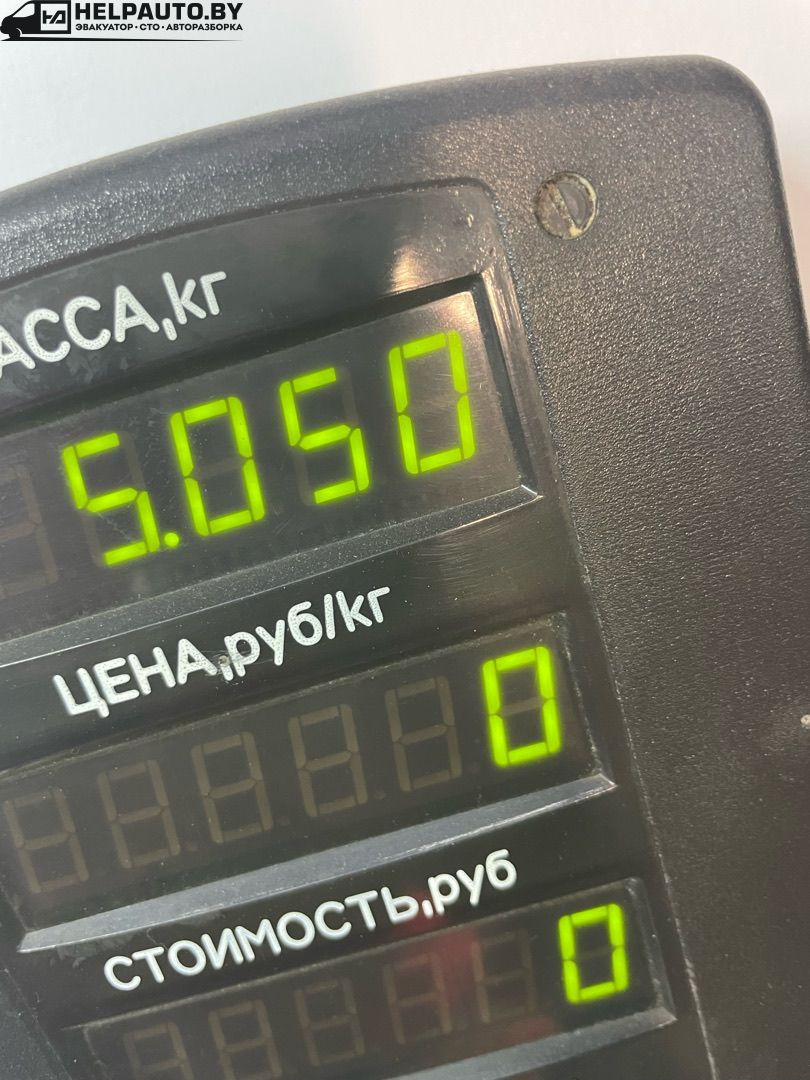 HELPAUTO.BY
ЭВАКУАТОР • СТО • АВТОРАЗБОРКА
АССА,кг
5.050
ЦЕНА,руб/кг
0
СТОИМОСТЬ,руб
0